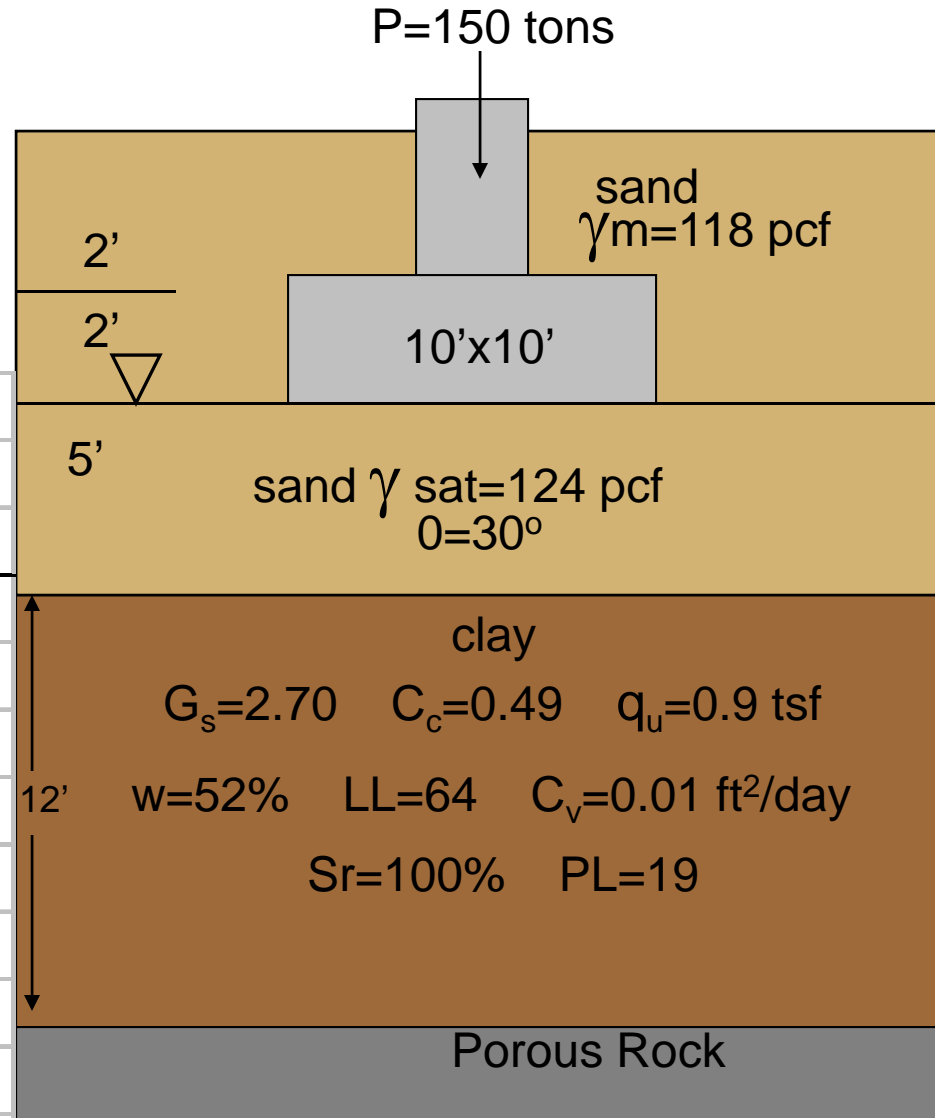 P=150 tons
sand
γm=118 pcf
2’
2’
10’x10’
5’
sand γ sat=124 pcf
0=30º
clay
Gₛ=2.70 C꜀=0.49 qᵤ=0.9 tsf
12’ w=52% LL=64 Cᵥ=0.01 ft²/day
Sr=100% PL=19
Porous Rock